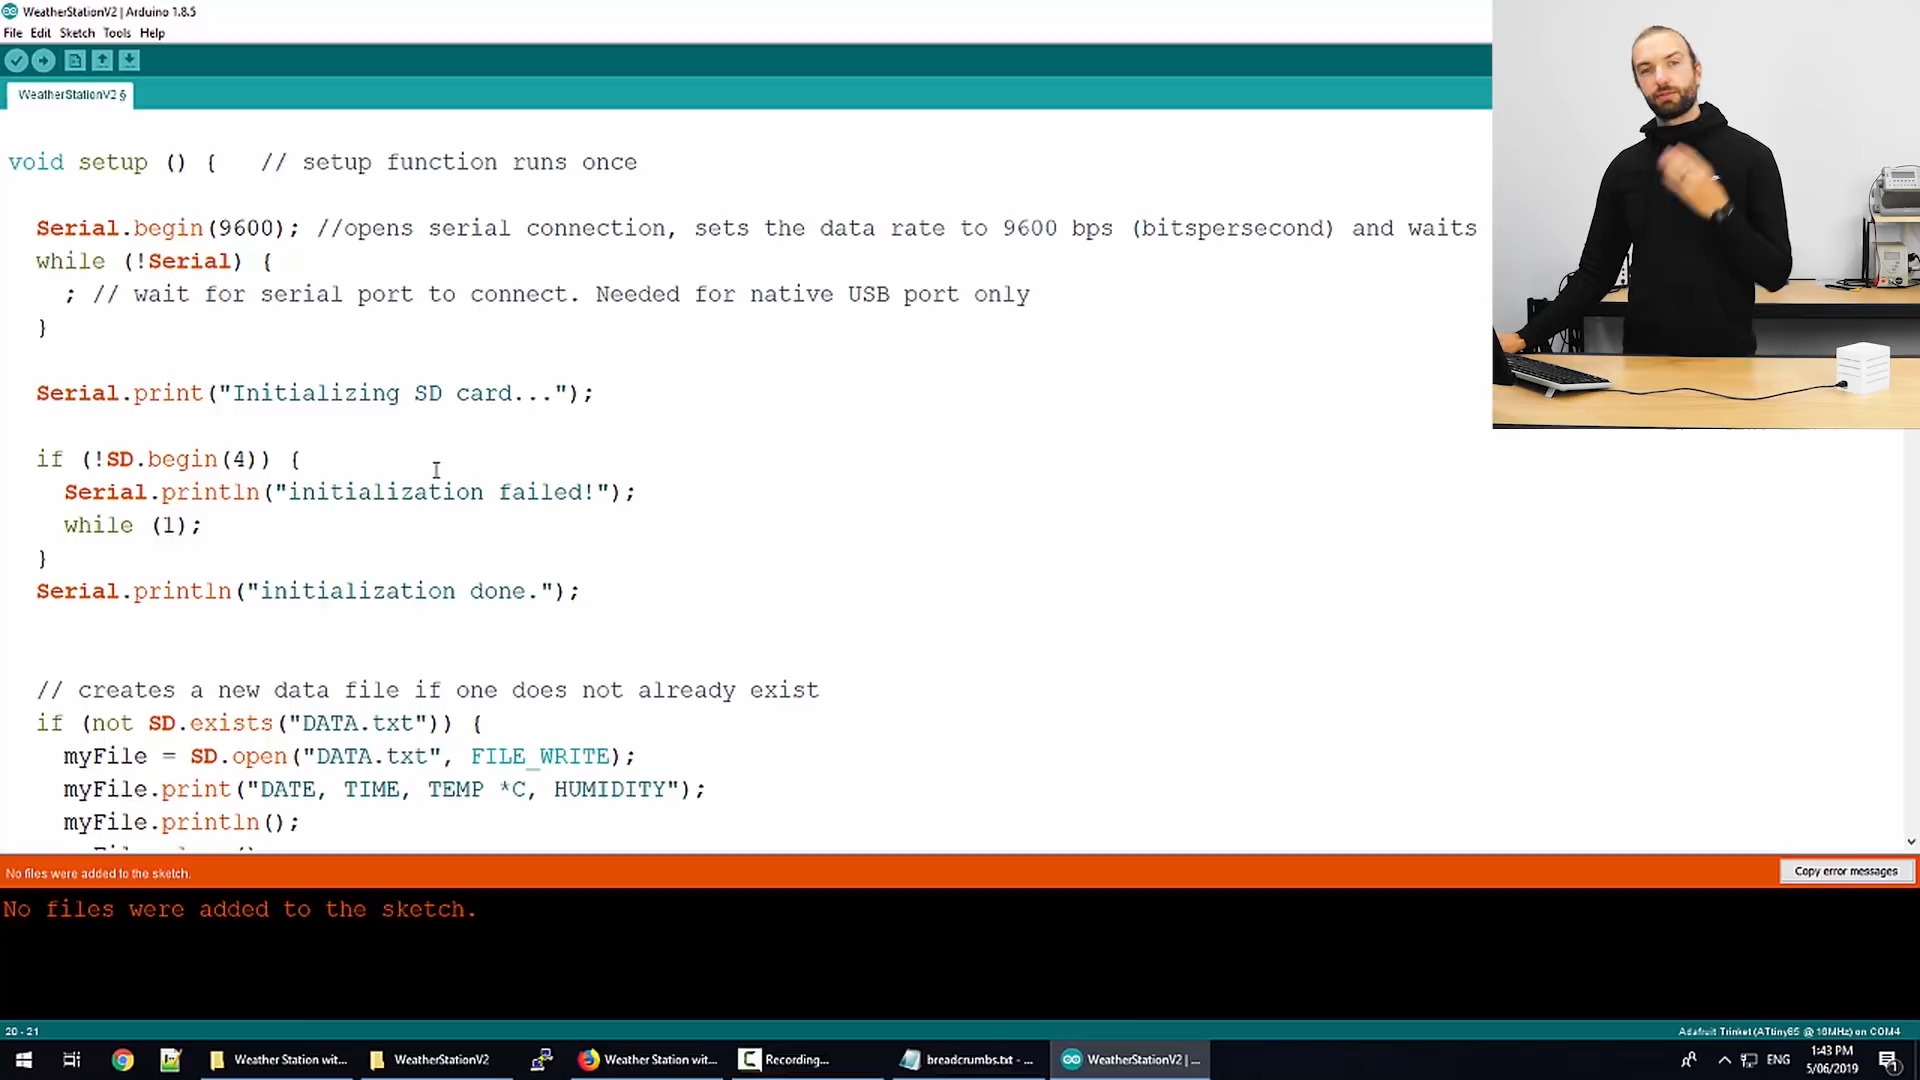 WeatherStationV2 | Arduino 1.8.5
File Edit Sketch Tools Help
WeatherStationV2 §
void setup () {   // setup function runs once
Serial.begin(9600); //opens serial connection, sets the data rate to 9600 bps (bitspersecond) and waits
while (!Serial) {
; // wait for serial port to connect. Needed for native USB port only
}
Serial.print("Initializing SD card...");
if (!SD.begin(4)) {
Serial.println("initialization failed!");
while (1);
}
Serial.println("initialization done.");
// creates a new data file if one does not already exist
if (not SD.exists("DATA.txt")) {
myFile = SD.open("DATA.txt", FILE_WRITE);
myFile.print("DATE, TIME, TEMP *C, HUMIDITY");
myFile.println();
No files were added to the sketch.
Copy error messages
No files were added to the sketch.
20 - 21
Adafruit Trinket (ATtiny85 @ 16MHz) on COM4
Weather Station wit...
WeatherStationV2
Weather Station wit...
Recording...
breadcrumbs.txt - ...
WeatherStationV2 | ...
ENG
1:43 PM
5/06/2019